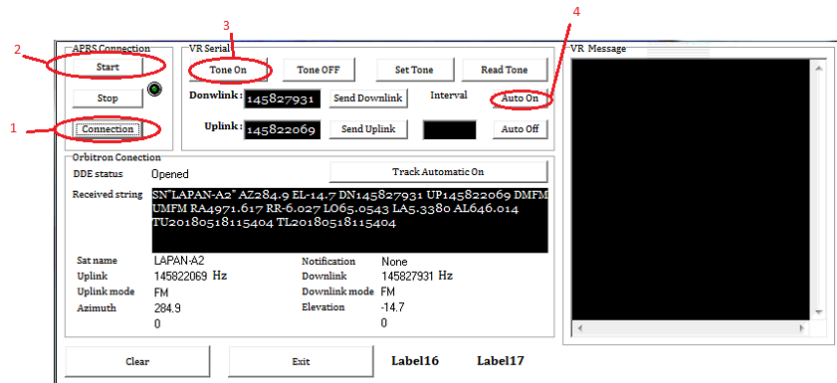 3
4
2
APRS Connection
VR Serial
VR Message
Start
Tone On
Tone OFF
Set Tone
Read Tone
Stop
Donwlink :
145827931
Send Downlink
Interval
Auto On
1
Connection
Uplink :
145822069
Send Uplink
Auto Off
Orbitron Conection
DDE status
Opened
Track Automatic On
Received string
SN"LAPAN-A2" AZ284.9 EL-14.7 DN145827931 UP145822069 DMFM
UMFM RA4971.617 RR-6.027 LO65.0543 LA5.3380 AL646.014
TU20180518115404 TL20180518115404
Sat name
LAPAN-A2
Notification
None
Uplink
145822069 Hz
Downlink
145827931 Hz
Uplink mode
FM
Downlink mode
FM
Azimuth
284.9
Elevation
-14.7
0
0
Clear
Exit
Label16
Label17